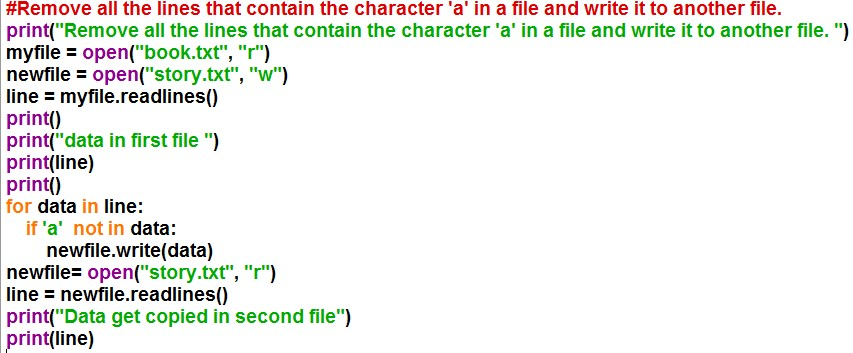 #Remove all the lines that contain the character 'a' in a file and write it to another file.
print("Remove all the lines that contain the character 'a' in a file and write it to another file. ")
myfile = open("book.txt", "r")
newfile = open("story.txt", "w")
line = myfile.readlines()
print()
print("data in first file ")
print(line)
print()
for data in line:
    if 'a'  not in data:
        newfile.write(data)
newfile= open("story.txt", "r")
line = newfile.readlines()
print("Data get copied in second file")
print(line)